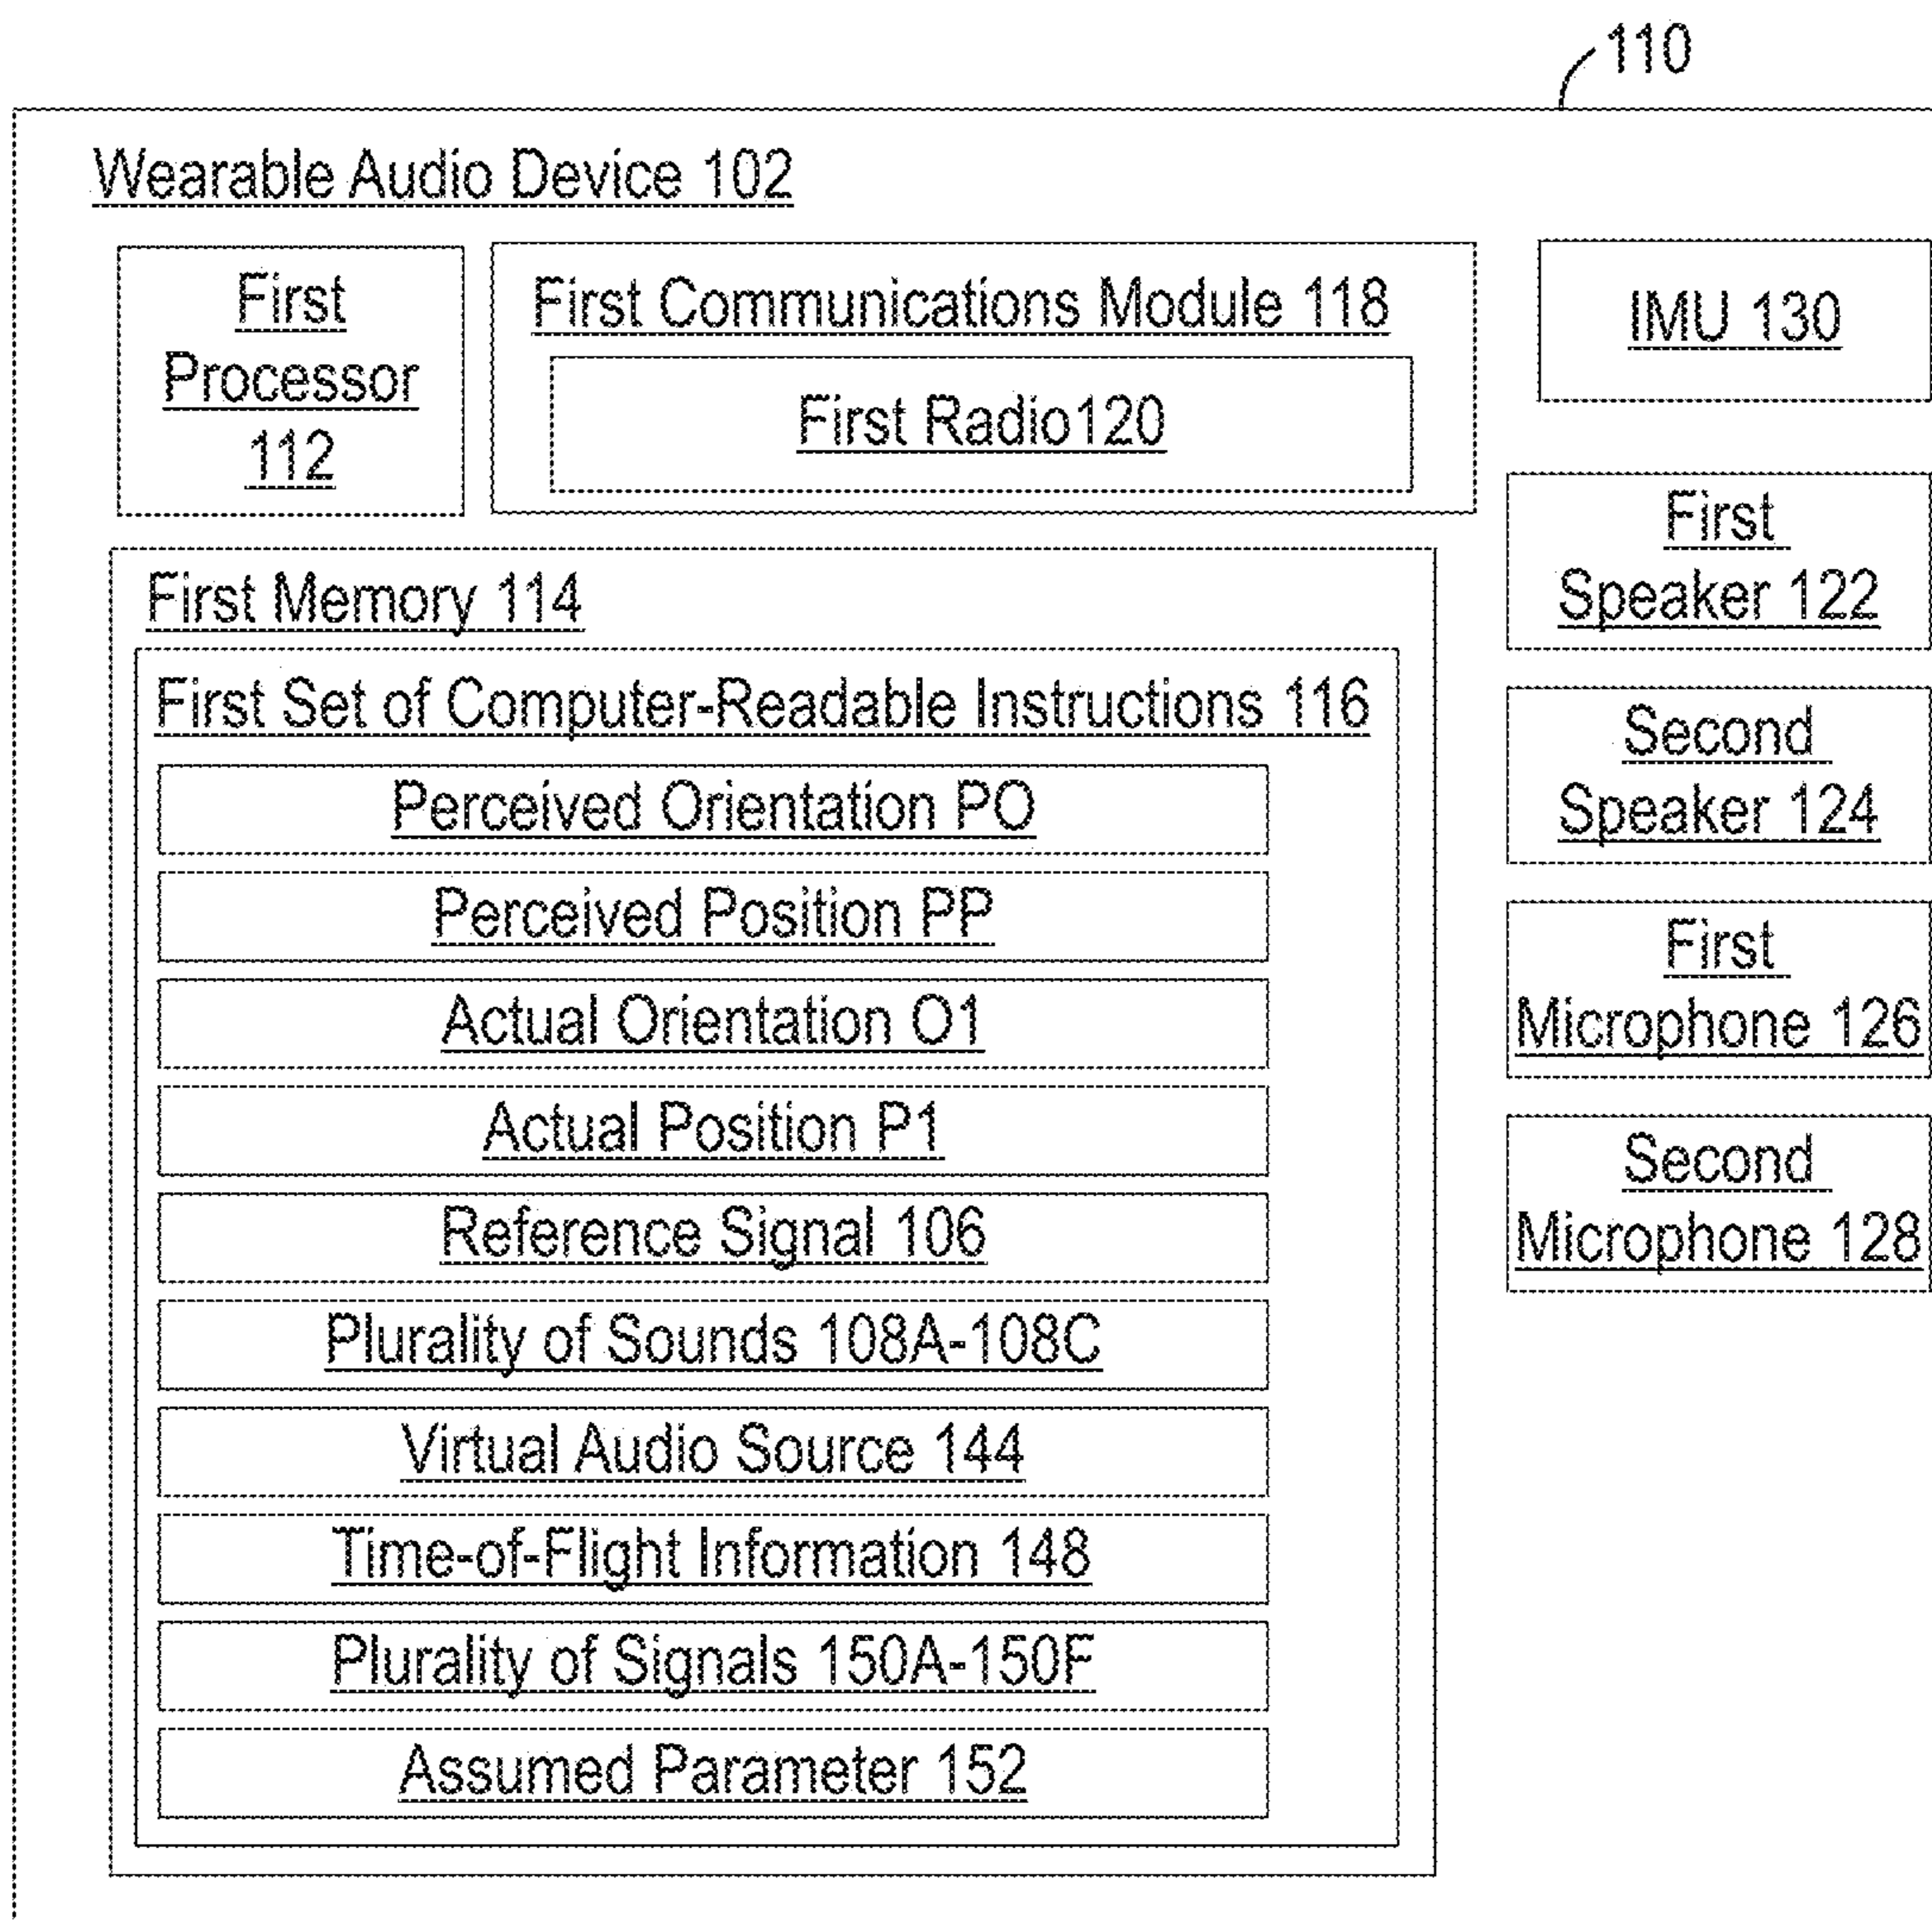 110
Wearable Audio Device 102
First
Processor
112
First Communications Module 118
First Radio120
IMU 130
First
Speaker 122
Second
Speaker 124
First
Microphone 126
Second
Microphone 128
First Memory 114
First Set of Computer-Readable Instructions 116
Perceived Orientation PO
Perceived Position PP
Actual Orientation O1
Actual Position P1
Reference Signal 106
Plurality of Sounds 108A-108C
Virtual Audio Source 144
Time-of-Flight Information 148
Plurality of Signals 150A-150F
Assumed Parameter 152